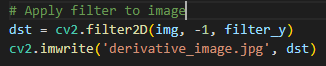 # Apply filter to image
dst = cv2.filter2D(img, -1, filter_y)
cv2.imwrite('derivative_image.jpg', dst)